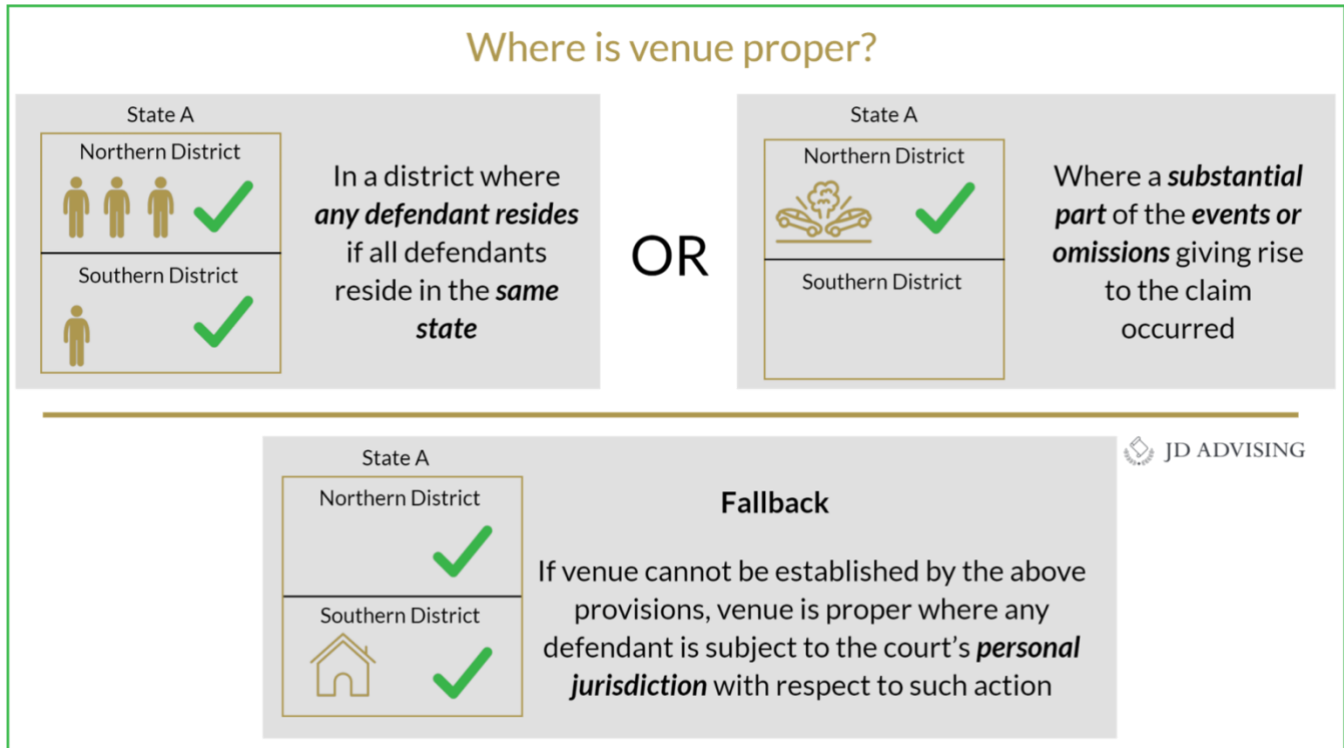 Where is venue proper?
State A
Northern District
Southern District
In a district where
any defendant resides
if all defendants
reside in the same
state
OR
State A
Northern District
Southern District
Where a substantial
part of the events or
omissions giving rise
to the claim
occurred
JD ADVISING
State A
Northern District
Southern District
Fallback
If venue cannot be established by the above
provisions, venue is proper where any
defendant is subject to the court's personal
jurisdiction with respect to such action